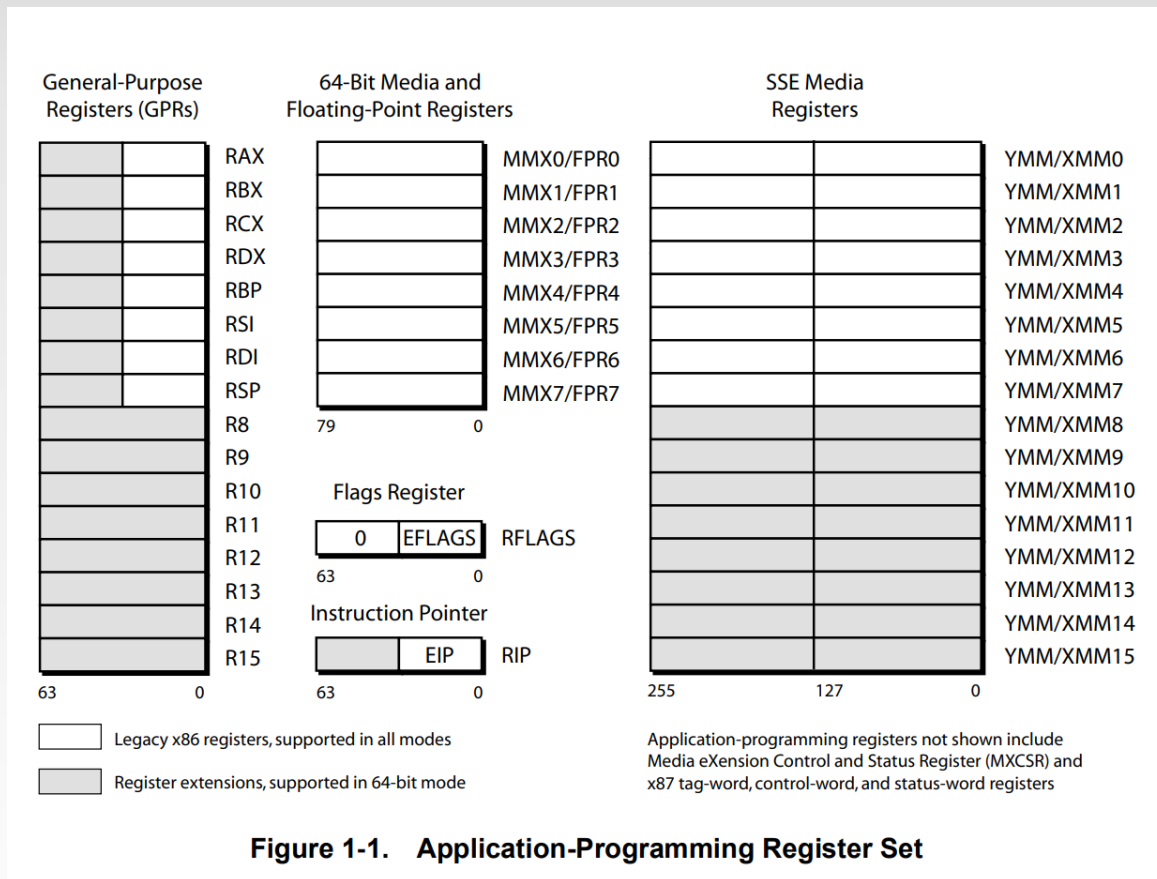 General-Purpose
Registers (GPRs)
RAX
RBX
RCX
RDX
RBP
RSI
RDI
RSP
R8
R9
R10
R11
R12
R13
R14
R15
63 0
64-Bit Media and
Floating-Point Registers
MMX0/FPR0
MMX1/FPR1
MMX2/FPR2
MMX3/FPR3
MMX4/FPR4
MMX5/FPR5
MMX6/FPR6
MMX7/FPR7
79 0
Flags Register
0 EFLAGS RFLAGS
63 0
Instruction Pointer
EIP RIP
63 0
SSE Media
Registers
YMM/XMM0
YMM/XMM1
YMM/XMM2
YMM/XMM3
YMM/XMM4
YMM/XMM5
YMM/XMM6
YMM/XMM7
YMM/XMM8
YMM/XMM9
YMM/XMM10
YMM/XMM11
YMM/XMM12
YMM/XMM13
YMM/XMM14
YMM/XMM15
255 127 0
Legacy x86 registers, supported in all modes
Register extensions, supported in 64-bit mode
Application-programming registers not shown include
Media eXension Control and Status Register (MXCSR) and
x87 tag-word, control-word, and status-word registers
Figure 1-1. Application-Programming Register Set